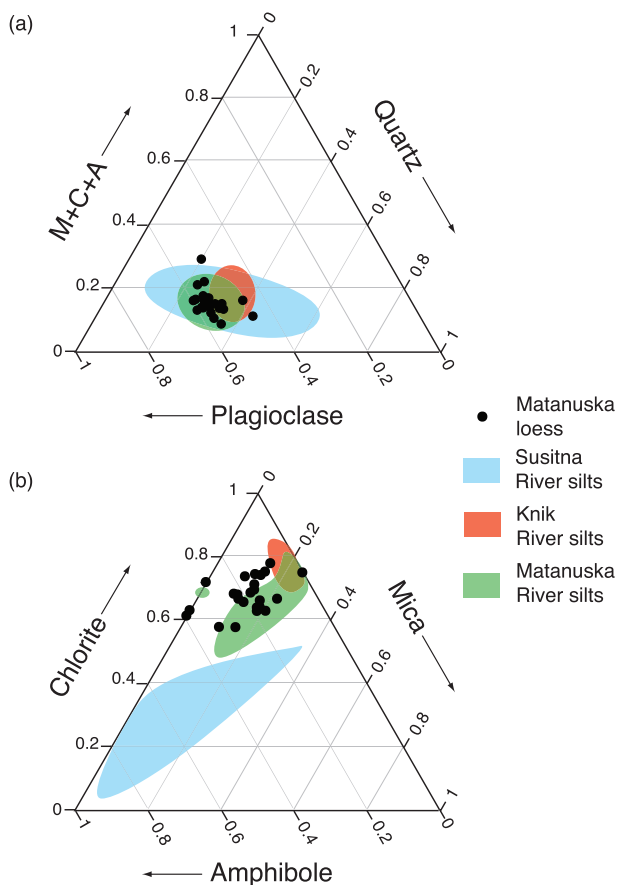 (a)
1
0
0.8
0.2
0.6
0.4
0.4
0.6
0.2
0.8
0
1
1
0.8
0.6
0.4
0.2
0
M+C+A
Quartz
Plagioclase
Matanuska
loess
Susitna
River silts
Knik
River silts
Matanuska
River silts
(b)
1
0
0.8
0.2
0.6
0.4
0.4
0.6
0.2
0.8
0
1
1
0.8
0.6
0.4
0.2
0
Chlorite
Mica
Amphibole